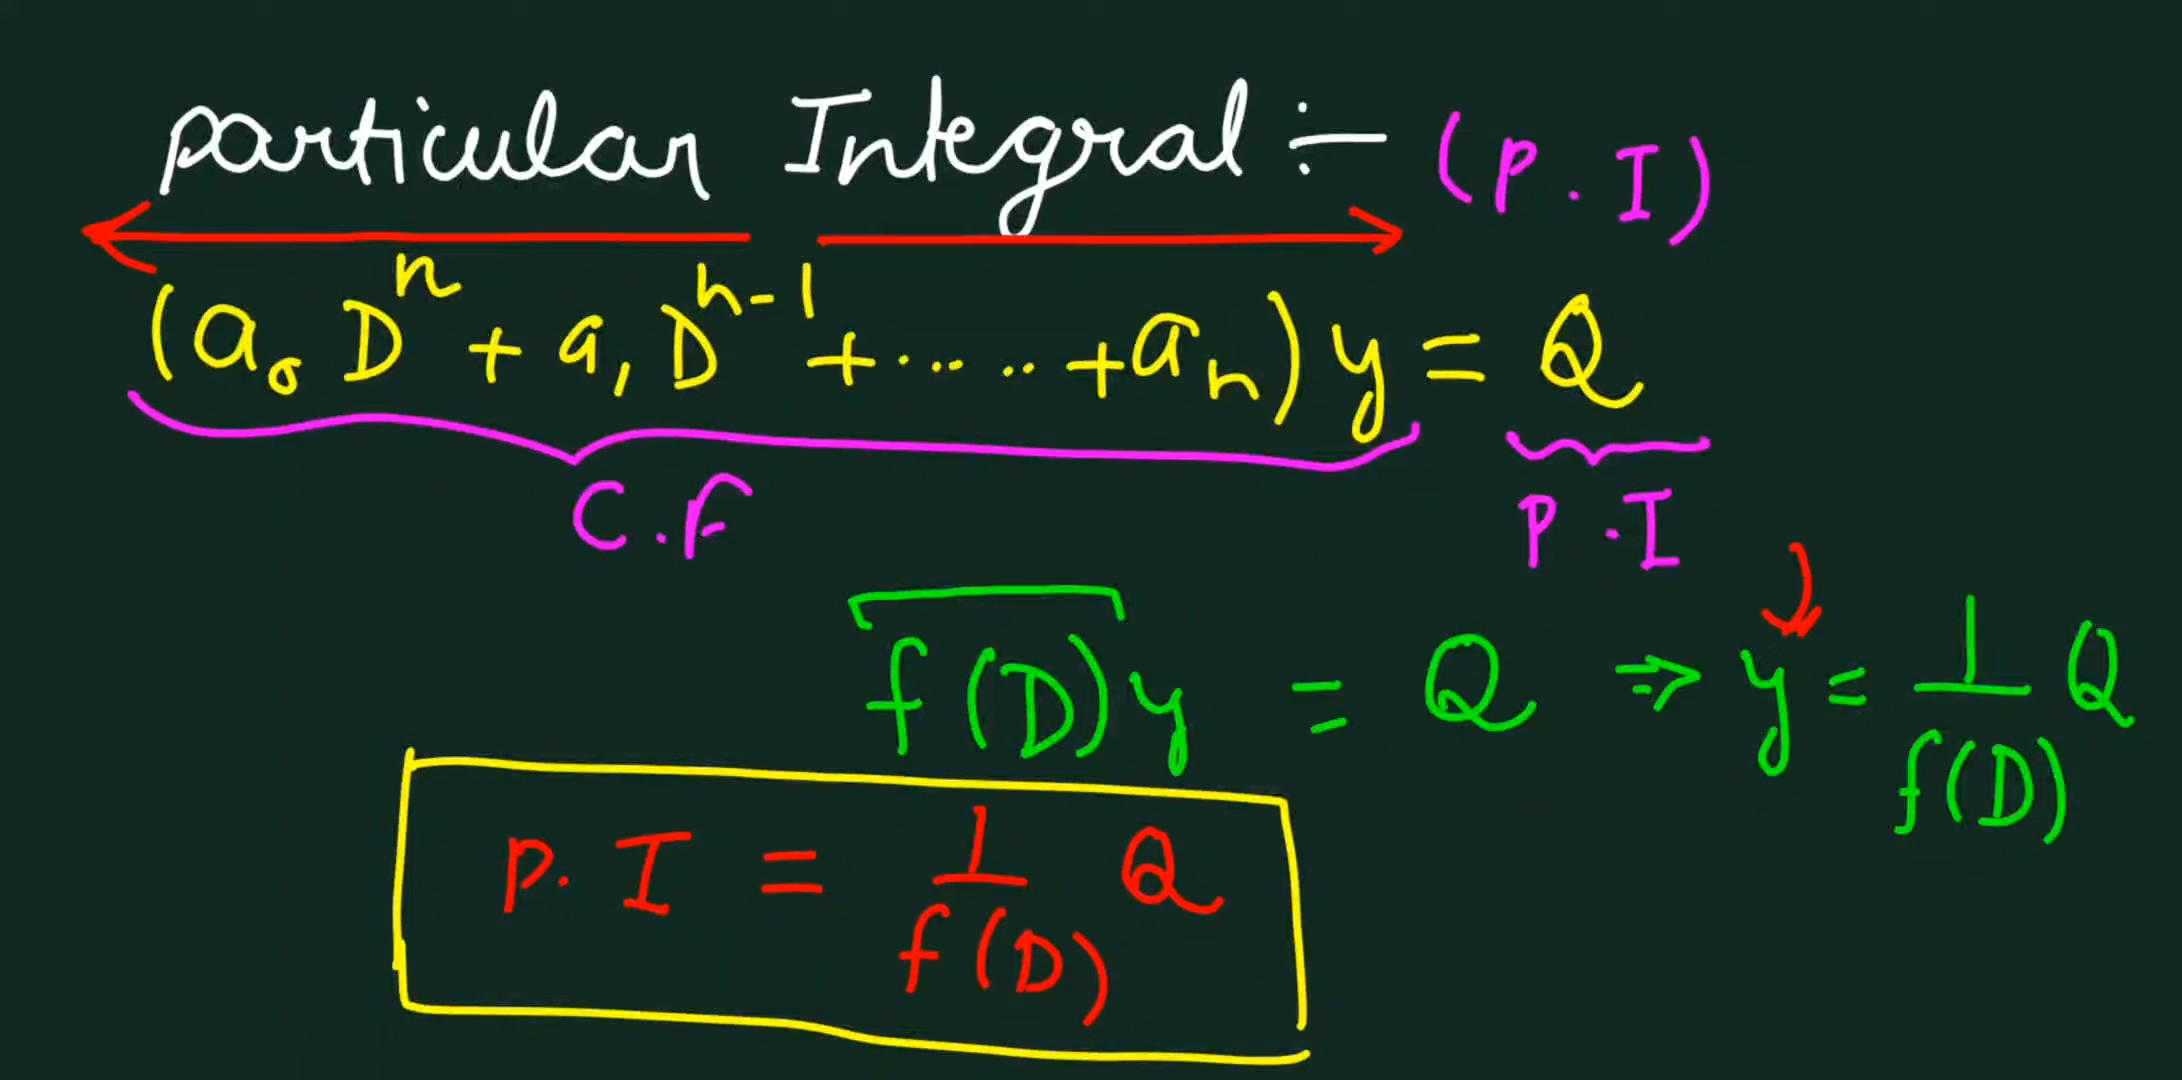 particular Integral :- (P.I)
(a₀Dⁿ + a₁Dⁿ⁻¹ + ..... + aₙ)y = Q
C.F P.I
f(D)y = Q ⇒ y = 1/f(D) Q
P.I = 1/f(D) Q